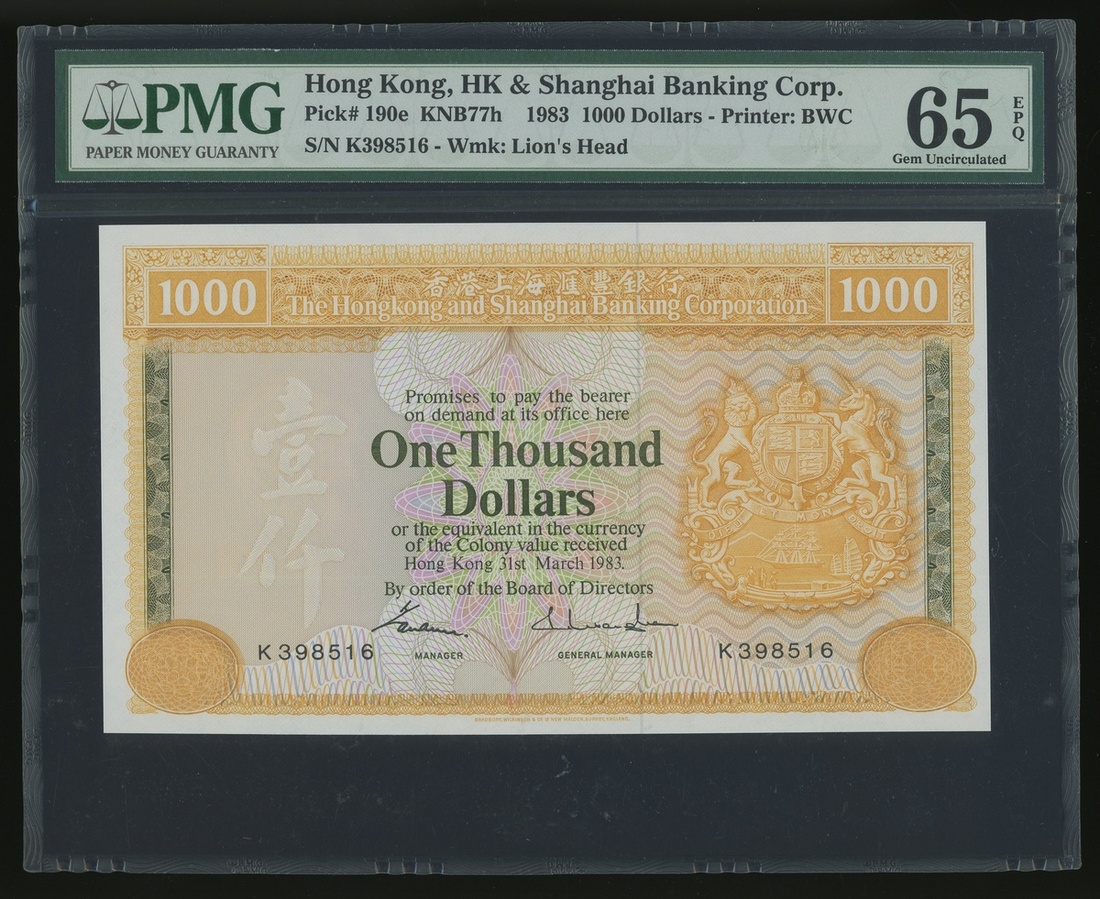 PMG
PAPER MONEY GUARANTY
Hong Kong, HK & Shanghai Banking Corp.
Pick# 190e KNB77h 1983 1000 Dollars - Printer: BWC
S/N K398516 - Wmk: Lion's Head
65
EPQ
Gem Uncirculated
香港上海匯豐銀行
1000 The Hongkong and Shanghai Banking Corporation 1000
壹仟
Promises to pay the bearer
on demand at its office here
One Thousand
Dollars
or the equivalent in the currency
of the Colony value received
Hong Kong 31st March 1983.
By order of the Board of Directors
K 398516 MANAGER GENERAL MANAGER K 398516